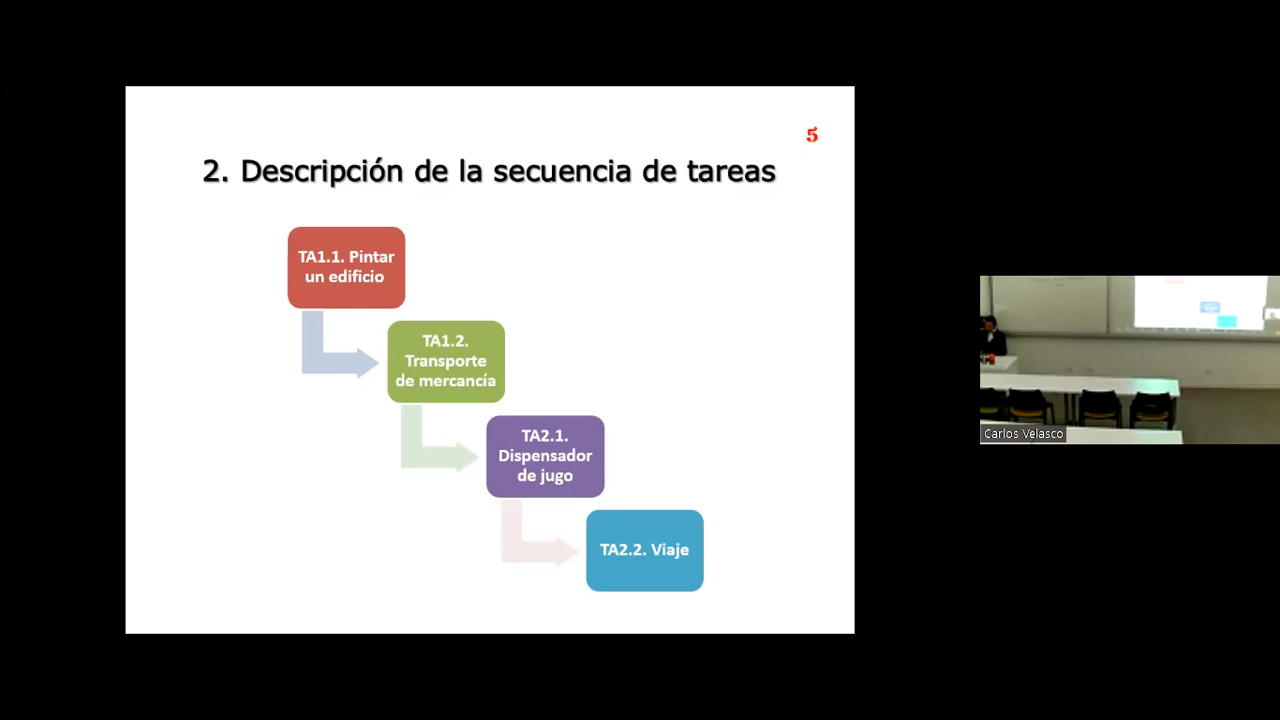 5
2. Descripción de la secuencia de tareas
TA1.1. Pintar
un edificio
TA1.2.
Transporte
de mercancía
TA2.1.
Dispensador
de jugo
TA2.2. Viaje
Carlos Velasco